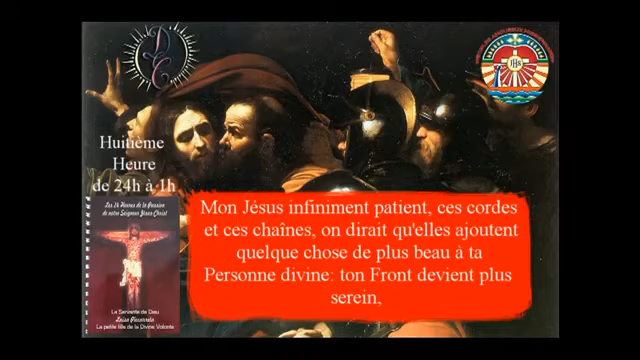 Huitième
Heure
de 24h à 1h
Les 24 Heures de la Passion
de notre Seigneur Jésus Christ
La Servante de Dieu
Luisa Piccarreta
La petite fille de la Divine Volonté
Mon Jésus infiniment patient, ces cordes
et ces chaînes, on dirait qu'elles ajoutent
quelque chose de plus beau à ta
Personne divine: ton Front devient plus
serein,
IHS